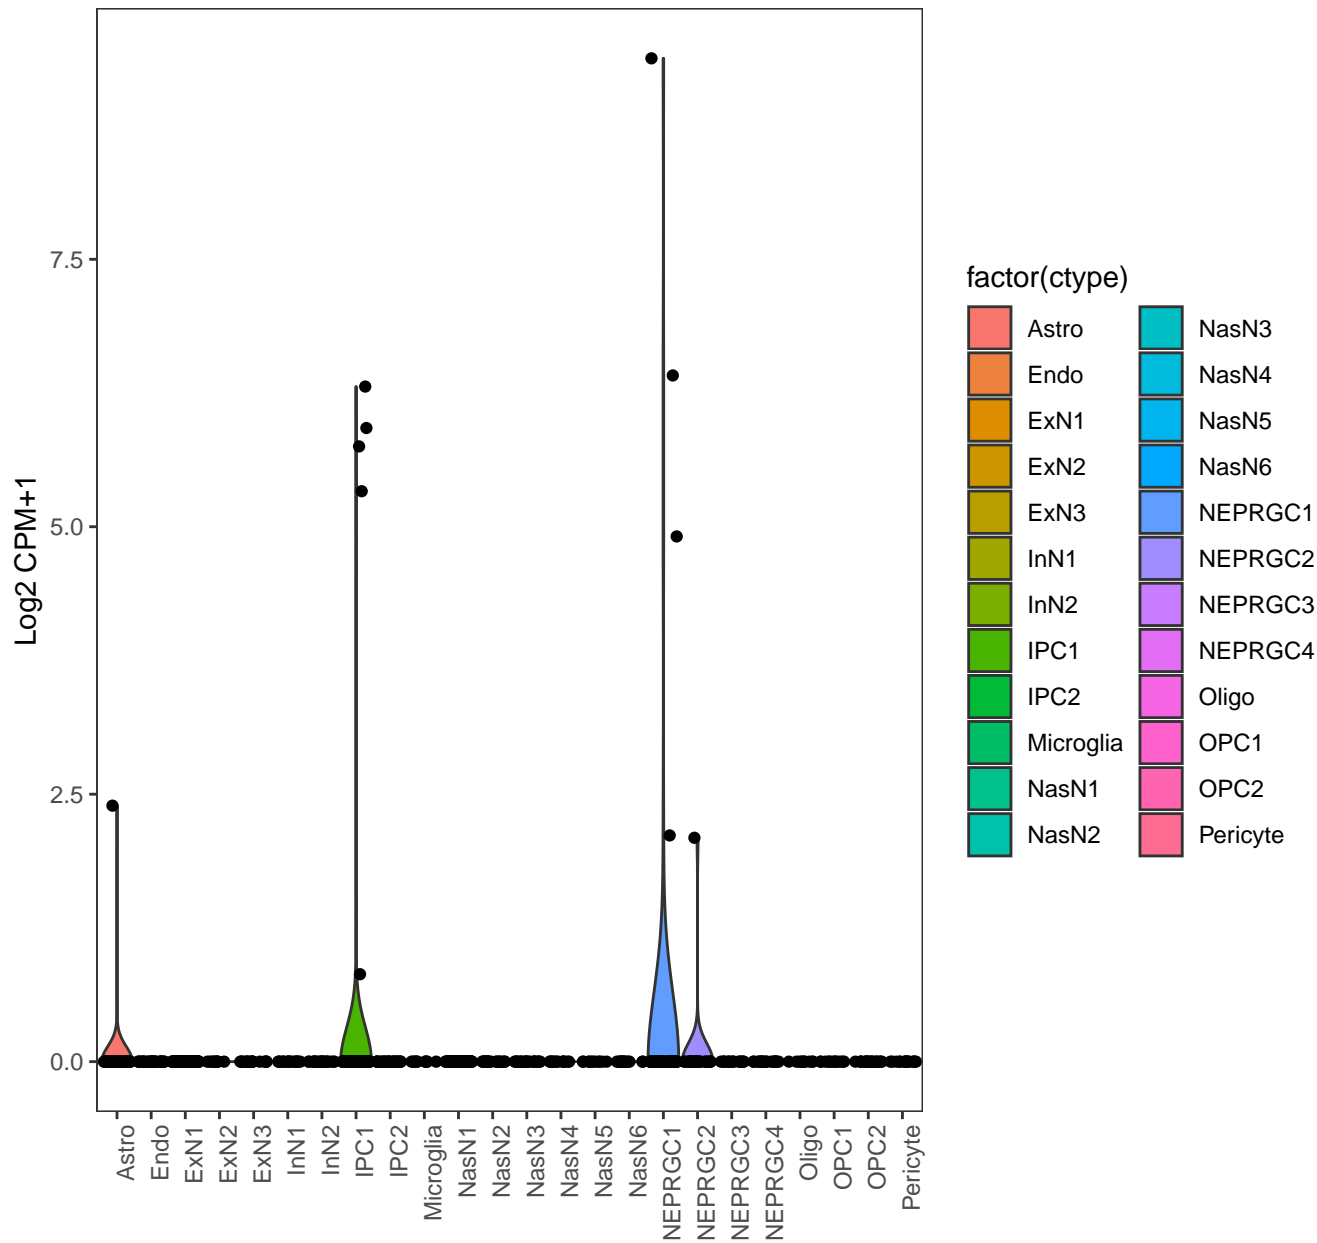 7.5
5.0
2.5
0.0
Log2 CPM+1
Astro
Endo
ExN1
ExN2
ExN3
InN1
InN2
IPC1
IPC2
Microglia
NasN1
NasN2
NasN3
NasN4
NasN5
NasN6
NEPRGC1
NEPRGC2
NEPRGC3
NEPRGC4
Oligo
OPC1
OPC2
Pericyte
factor(ctype)
Astro
Endo
ExN1
ExN2
ExN3
InN1
InN2
IPC1
IPC2
Microglia
NasN1
NasN2
NasN3
NasN4
NasN5
NasN6
NEPRGC1
NEPRGC2
NEPRGC3
NEPRGC4
Oligo
OPC1
OPC2
Pericyte